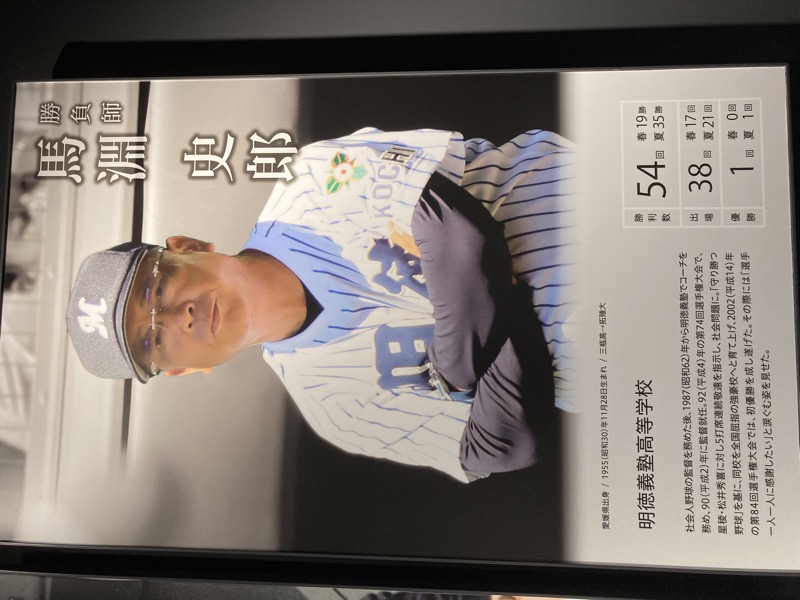 勝負師
馬淵 史郎
M
KOCHI
明徳
愛媛県出身 / 1955(昭和30)年11月28日生まれ / 三瓶高→拓殖大
明徳義塾高等学校
社会人野球の監督を務めた後、1987(昭和62)年から明徳義塾でコーチを
務め、90(平成2)年に監督就任。92(平成4)年の第74回選手権大会で、
星稜・松井秀喜に対し5打席連続敬遠を指示し、社会問題に。「守り勝つ
野球」を基に、同校を全国屈指の強豪校へと育て上げ、2002(平成14)年
の第84回選手権大会では、初優勝を成し遂げた。その際には「選手
一人一人に感謝したい」と涙ぐむ姿を見せた。
勝利数 54回 春19勝
夏35勝
出場 38回 春17回
夏21回
優勝 1回 春 0回
夏 1回